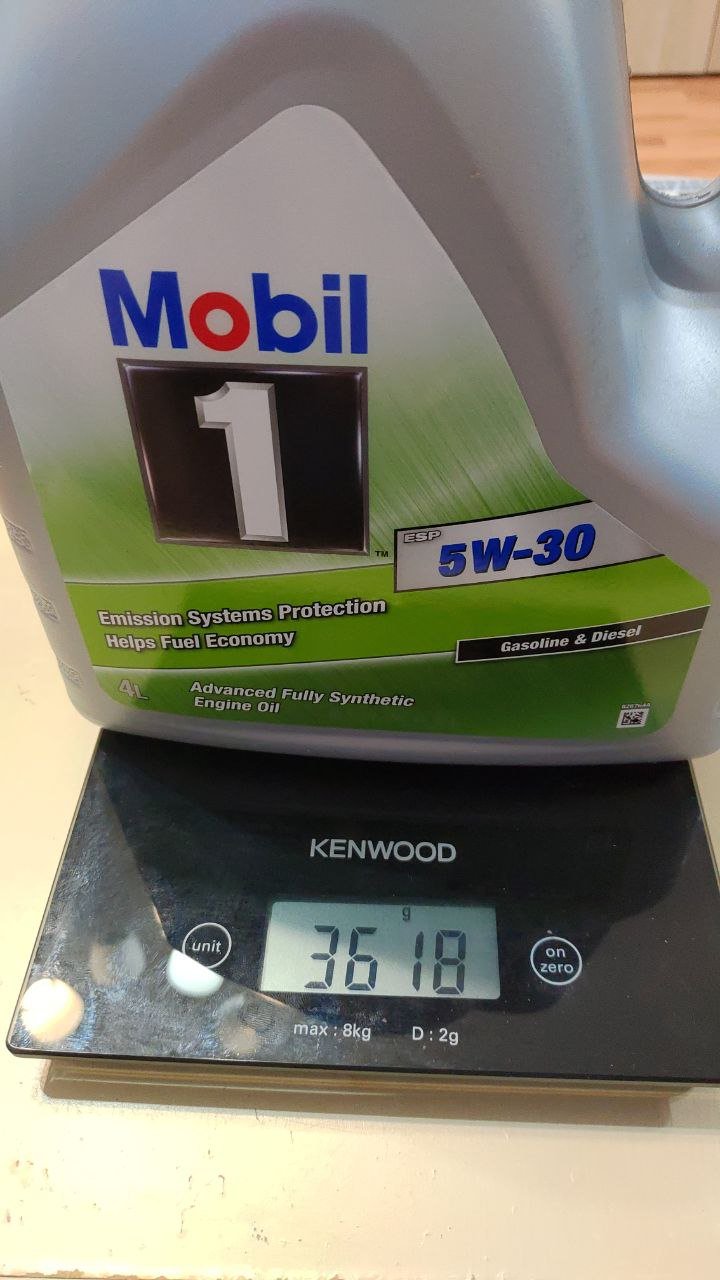 Mobil
1
™
ESP
5W-30
Emission Systems Protection
Helps Fuel Economy
Gasoline & Diesel
4L
Advanced Fully Synthetic
Engine Oil
KENWOOD
g
unit
3618
on
zero
max : 8kg D : 2g